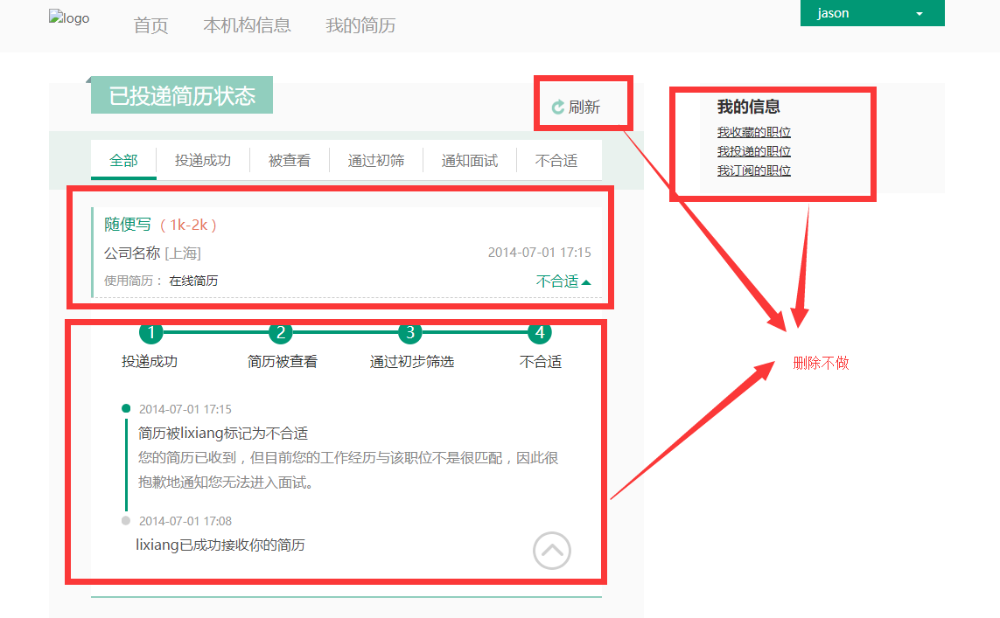 logo
首页
本机构信息
我的简历
jason
已投递简历状态
刷新
全部
投递成功
被查看
通过初筛
通知面试
不合适
随便写（1k-2k）
公司名称 [上海]
2014-07-01 17:15
使用简历： 在线简历
不合适
1
2
3
4
投递成功
简历被查看
通过初步筛选
不合适
2014-07-01 17:15
简历被lixiang标记为不合适
您的简历已收到，但目前您的工作经历与该职位不是很匹配，因此很
抱歉地通知您无法进入面试。
2014-07-01 17:08
lixiang已成功接收你的简历
我的信息
我收藏的职位
我投递的职位
我订阅的职位
删除不做